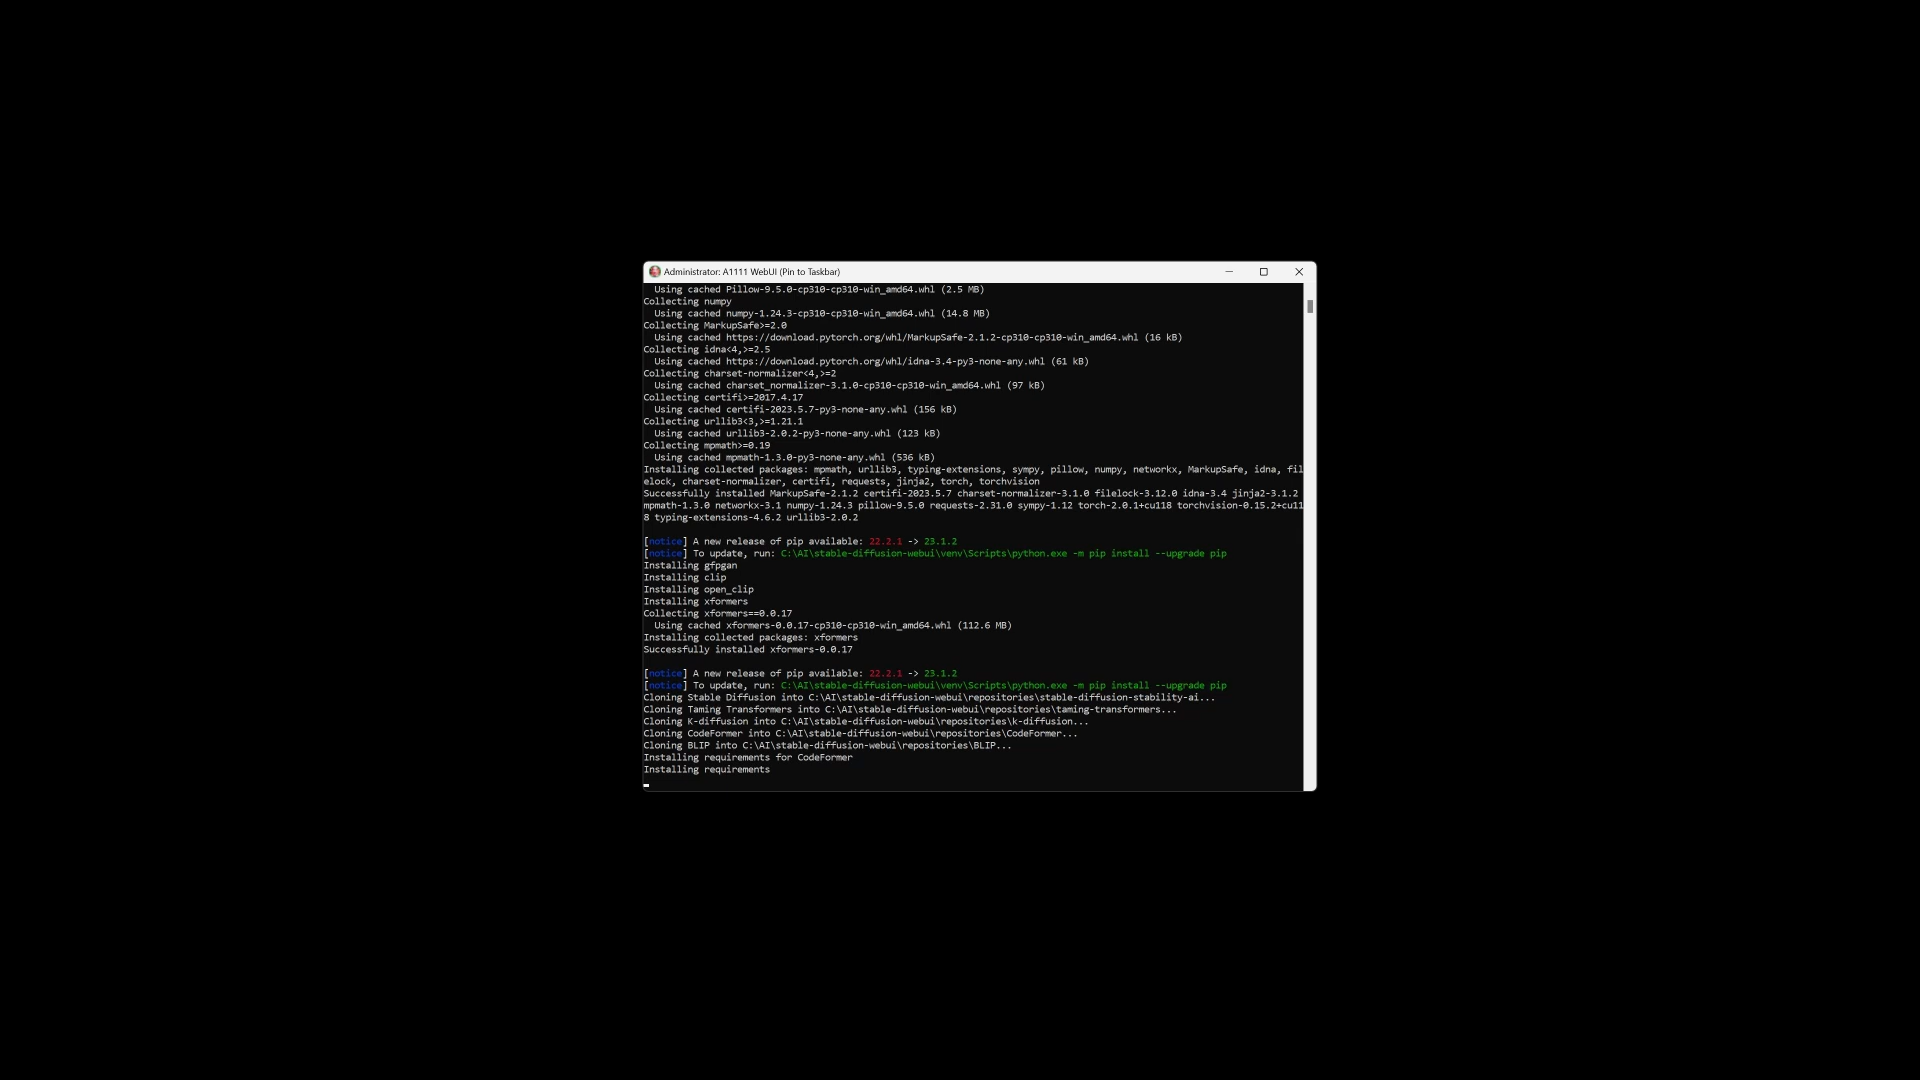 Administrator: A1111 WebUI (Pin to Taskbar)
Using cached Pillow-9.5.0-cp310-cp310-win_amd64.whl (2.5 MB)
Collecting numpy
Using cached numpy-1.24.3-cp310-cp310-win_amd64.whl (14.8 MB)
Collecting MarkupSafe>=2.0
Using cached https://download.pytorch.org/whl/MarkupSafe-2.1.2-cp310-cp310-win_amd64.whl (16 kB)
Collecting idna<4,>=2.5
Using cached https://download.pytorch.org/whl/idna-3.4-py3-none-any.whl (61 kB)
Collecting charset-normalizer<4,>=2
Using cached charset_normalizer-3.1.0-cp310-cp310-win_amd64.whl (97 kB)
Collecting certifi>=2017.4.17
Using cached certifi-2023.5.7-py3-none-any.whl (156 kB)
Collecting urllib3<3,>=1.21.1
Using cached urllib3-2.0.2-py3-none-any.whl (123 kB)
Collecting mpmath>=0.19
Using cached mpmath-1.3.0-py3-none-any.whl (536 kB)
Installing collected packages: mpmath, urllib3, typing-extensions, sympy, pillow, numpy, networkx, MarkupSafe, idna, fil
elock, charset-normalizer, certifi, requests, jinja2, torch, torchvision
Successfully installed MarkupSafe-2.1.2 certifi-2023.5.7 charset-normalizer-3.1.0 filelock-3.12.0 idna-3.4 jinja2-3.1.2
mpmath-1.3.0 networkx-3.1 numpy-1.24.3 pillow-9.5.0 requests-2.31.0 sympy-1.12 torch-2.0.1+cu118 torchvision-0.15.2+cu11
8 typing-extensions-4.6.2 urllib3-2.0.2
[notice] A new release of pip available: 22.2.1 -> 23.1.2
[notice] To update, run: C:\AI\stable-diffusion-webui\venv\Scripts\python.exe -m pip install --upgrade pip
Installing gfpgan
Installing clip
Installing open_clip
Installing xformers
Collecting xformers==0.0.17
Using cached xformers-0.0.17-cp310-cp310-win_amd64.whl (112.6 MB)
Installing collected packages: xformers
Successfully installed xformers-0.0.17
[notice] A new release of pip available: 22.2.1 -> 23.1.2
[notice] To update, run: C:\AI\stable-diffusion-webui\venv\Scripts\python.exe -m pip install --upgrade pip
Cloning Stable Diffusion into C:\AI\stable-diffusion-webui\repositories\stable-diffusion-stability-ai...
Cloning Taming Transformers into C:\AI\stable-diffusion-webui\repositories\taming-transformers...
Cloning K-diffusion into C:\AI\stable-diffusion-webui\repositories\k-diffusion...
Cloning CodeFormer into C:\AI\stable-diffusion-webui\repositories\CodeFormer...
Cloning BLIP into C:\AI\stable-diffusion-webui\repositories\BLIP...
Installing requirements for CodeFormer
Installing requirements